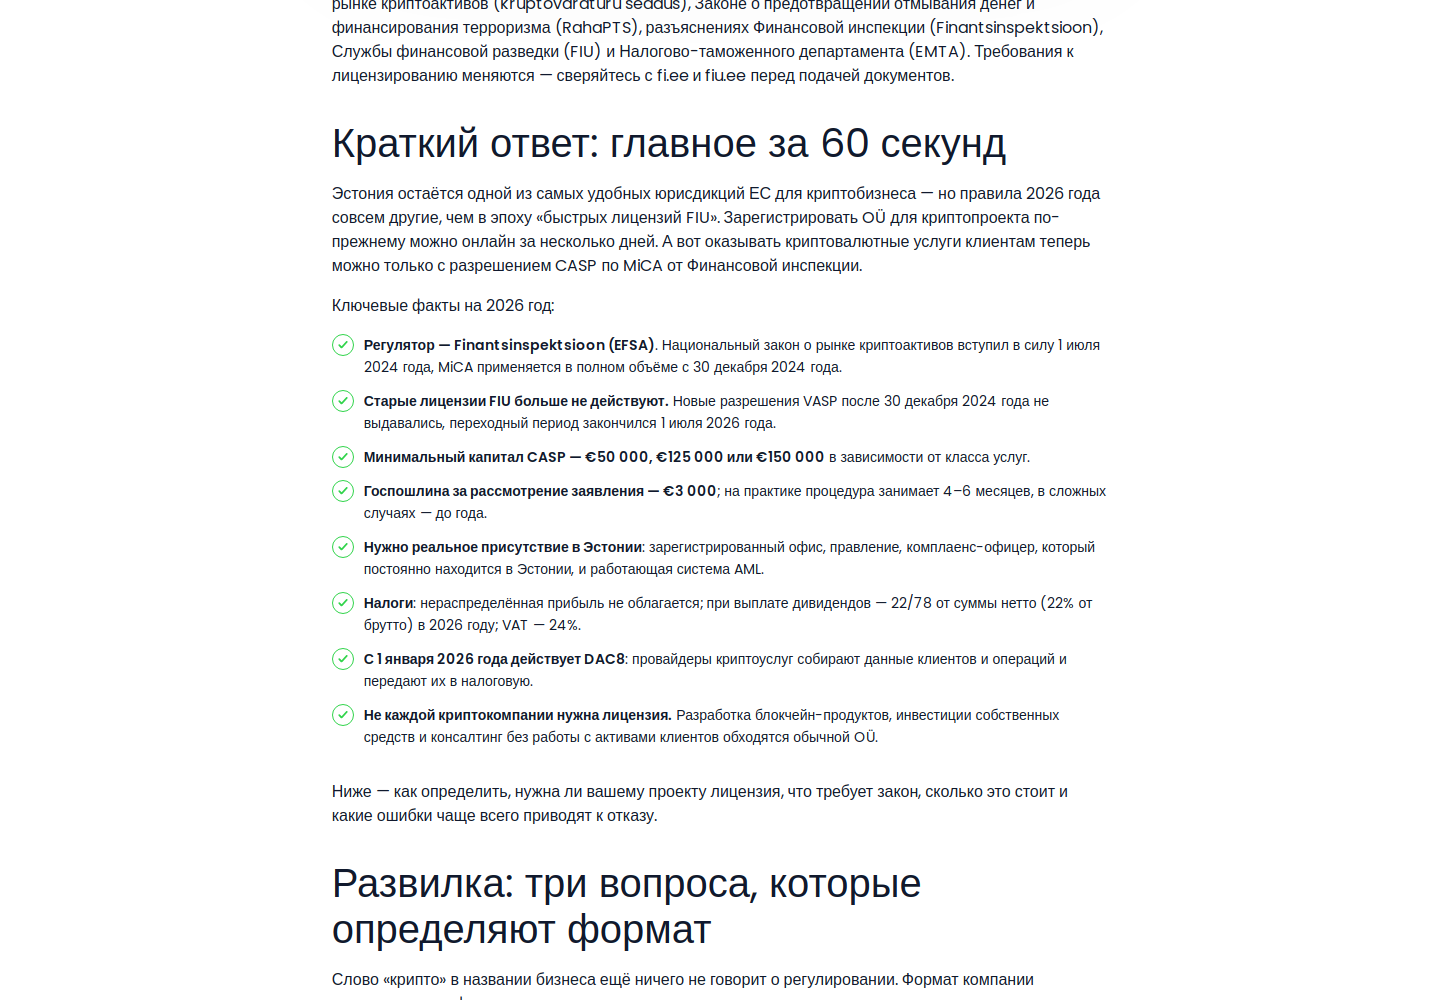 рынке криптоактивов (krüptovaraturu seadus), Законе о предотвращении отмывания денег и
финансирования терроризма (RahaPTS), разъяснениях Финансовой инспекции (Finantsinspektsioon),
Службы финансовой разведки (FIU) и Налогово-таможенного департамента (EMTA). Требования к
лицензированию меняются — сверяйтесь с fi.ee и fiu.ee перед подачей документов.
Краткий ответ: главное за 60 секунд
Эстония остаётся одной из самых удобных юрисдикций ЕС для криптобизнеса — но правила 2026 года
совсем другие, чем в эпоху «быстрых лицензий FIU». Зарегистрировать OÜ для криптопроекта по-
прежнему можно онлайн за несколько дней. А вот оказывать криптовалютные услуги клиентам теперь
можно только с разрешением CASP по MiCA от Финансовой инспекции.
Ключевые факты на 2026 год:
Регулятор — Finantsinspektsioon (EFSA). Национальный закон о рынке криптоактивов вступил в силу 1 июля
2024 года, MiCA применяется в полном объёме с 30 декабря 2024 года.
Старые лицензии FIU больше не действуют. Новые разрешения VASP после 30 декабря 2024 года не
выдавались, переходный период закончился 1 июля 2026 года.
Минимальный капитал CASP — €50 000, €125 000 или €150 000 в зависимости от класса услуг.
Госпошлина за рассмотрение заявления — €3 000; на практике процедура занимает 4–6 месяцев, в сложных
случаях — до года.
Нужно реальное присутствие в Эстонии: зарегистрированный офис, правление, комплаенс-офицер, который
постоянно находится в Эстонии, и работающая система AML.
Налоги: нераспределённая прибыль не облагается; при выплате дивидендов — 22/78 от суммы нетто (22% от
брутто) в 2026 году; VAT — 24%.
С 1 января 2026 года действует DAC8: провайдеры криптоуслуг собирают данные клиентов и операций и
передают их в налоговую.
Не каждой криптокомпании нужна лицензия. Разработка блокчейн-продуктов, инвестиции собственных
средств и консалтинг без работы с активами клиентов обходятся обычной OÜ.
Ниже — как определить, нужна ли вашему проекту лицензия, что требует закон, сколько это стоит и
какие ошибки чаще всего приводят к отказу.
Развилка: три вопроса, которые
определяют формат
Слово «крипто» в названии бизнеса ещё ничего не говорит о регулировании. Формат компании